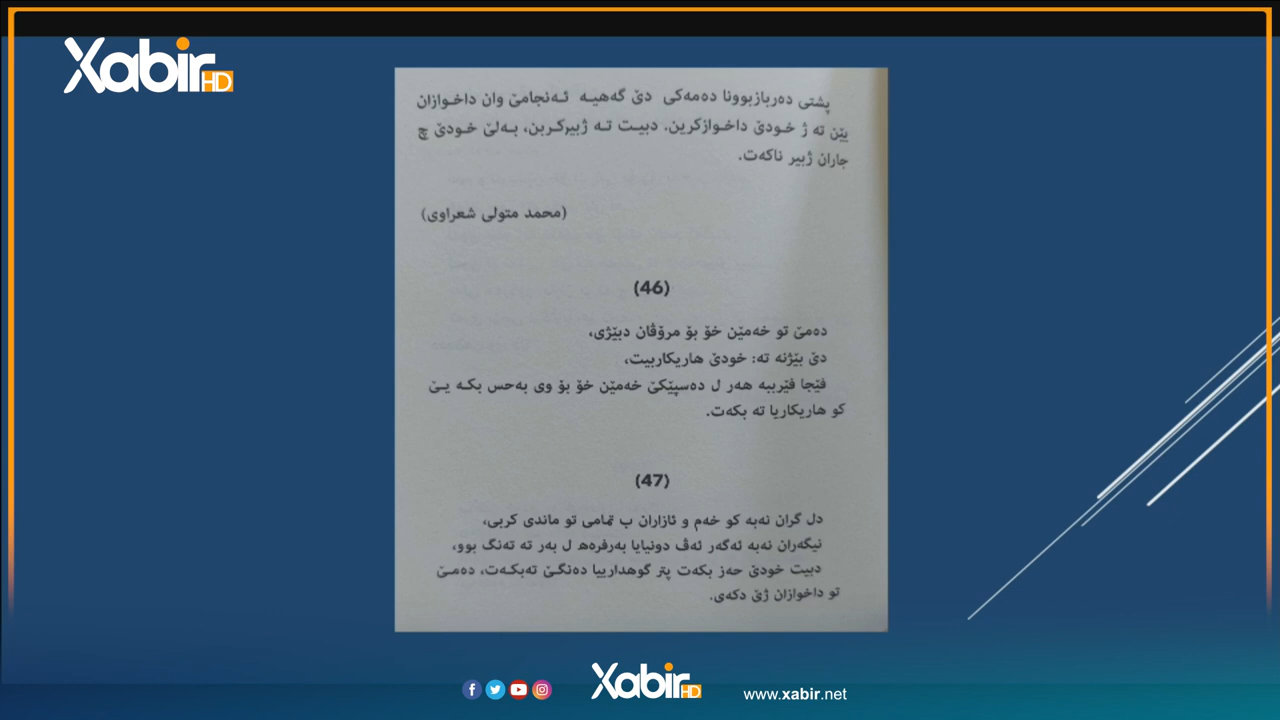 Xabir HD
پشتی دەربازبوونا دەمەکی دێ گەهیە ئەنجامێ وان داخوازان
یێن تە ژ خودێ داخوازکرین. دبیت تە ژبیرکربن، بەلێ خودێ چ
جاران ژبیر ناکەت.
(محمد متولی شعراوی)
(46)
دەمێ تو خەمێن خۆ بۆ مرۆڤان دبێژی،
دێ بێژنە تە: خودێ هاریکاربیت،
ڤێجا فێرببە هەر ل دەسپێکێ خەمێن خۆ بۆ وی بەحس بکە یێ
کو هاریکاریا تە بکەت.
(47)
دل گران نەبە کو خەم و ئازاران ب تمامی تو ماندی کربی،
نیگەران نەبە ئەگەر ئەڤ دونیایا بەرفرەه ل بەر تە تەنگ بوو،
دبیت خودێ حەز بکەت پتر گوهدارییا دەنگێ تەبکەت، دەمێ
تو داخوازان ژێ دکەی.
Xabir HD
www.xabir.net